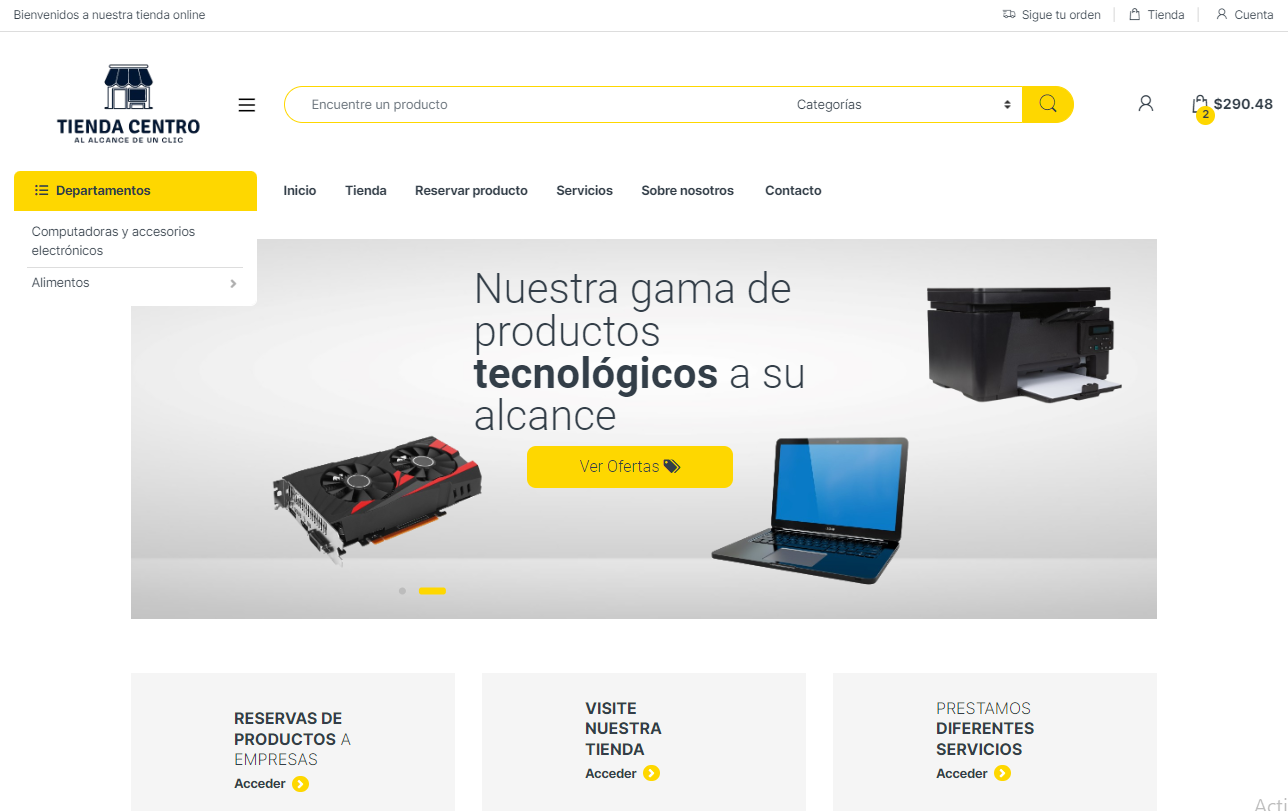 Bienvenidos a nuestra tienda online
Sigue tu orden
Tienda
Cuenta
TIENDA CENTRO
AL ALCANCE DE UN CLIC
Encuentre un producto
Categorías
2
$290.48
Departamentos
Inicio
Tienda
Reservar producto
Servicios
Sobre nosotros
Contacto
Computadoras y accesorios
electrónicos
Alimentos
Nuestra gama de
productos
tecnológicos a su
alcance
Ver Ofertas
RESERVAS DE
PRODUCTOS A
EMPRESAS
Acceder
VISITE
NUESTRA
TIENDA
Acceder
PRESTAMOS
DIFERENTES
SERVICIOS
Acceder